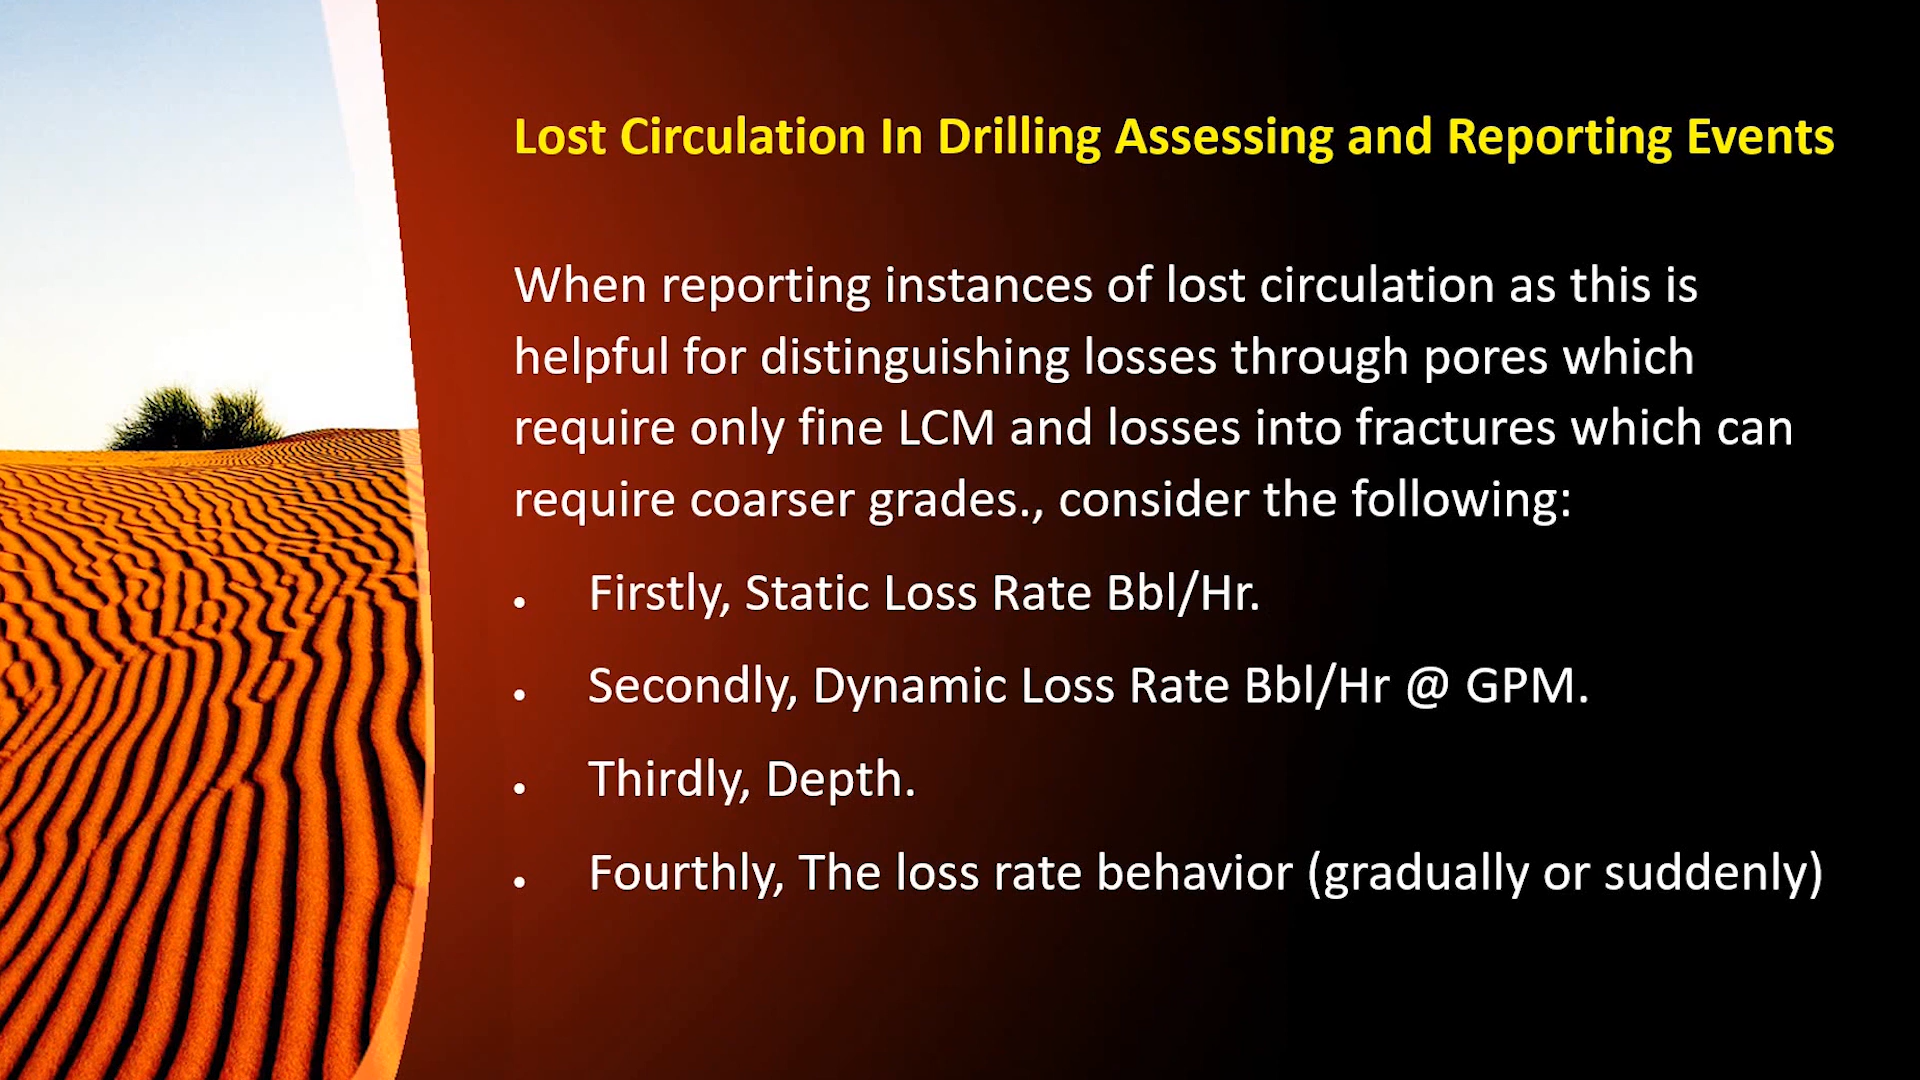 Lost Circulation In Drilling Assessing and Reporting Events
When reporting instances of lost circulation as this is
helpful for distinguishing losses through pores which
require only fine LCM and losses into fractures which can
require coarser grades., consider the following:
• Firstly, Static Loss Rate Bbl/Hr.
• Secondly, Dynamic Loss Rate Bbl/Hr @ GPM.
• Thirdly, Depth.
• Fourthly, The loss rate behavior (gradually or suddenly)